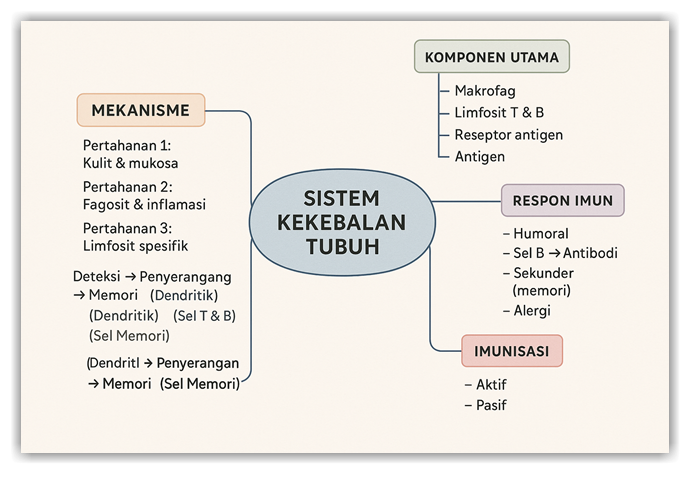 KOMPONEN UTAMA
Makrofag
Limfosit T & B
Reseptor antigen
Antigen
MEKANISME
Pertahanan 1:
Kulit & mukosa
Pertahanan 2:
Fagosit & inflamasi
Pertahanan 3:
Limfosit spesifik
Deteksi → Penyerangang
→ Memori (Dendritik)
(Dendritik) (Sel T & B)
(Sel Memori)
(Dendritl → Penyerangan
→ Memori (Sel Memori)
SISTEM
KEKEBALAN
TUBUH
RESPON IMUN
– Humoral
– Sel B → Antibodi
– Sekunder
(memori)
– Alergi
IMUNISASI
– Aktif
– Pasif